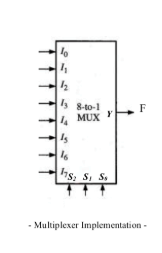 I0
I1
I2
I3
8-to-1 Y F
MUX
I4
I5
I6
I7
S2 S1 S0
- Multiplexer Implementation -